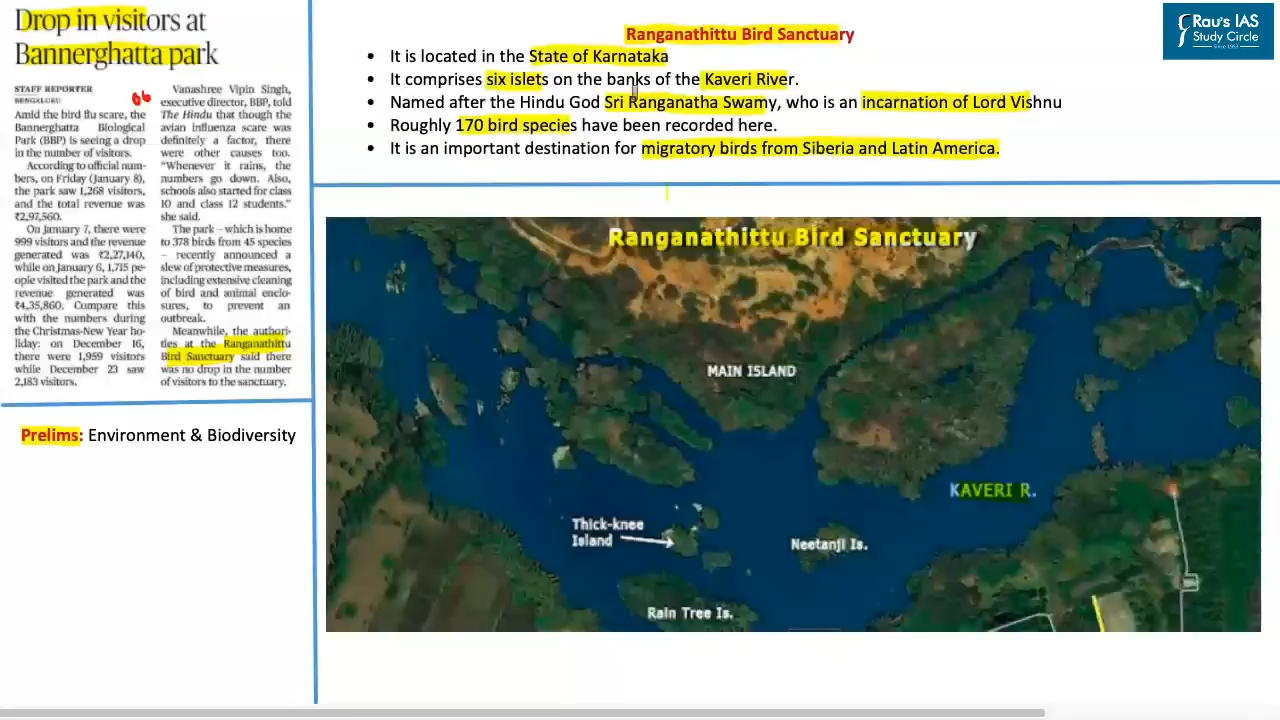 Drop in visitors at
Bannerghatta park
STAFF REPORTER
BENGALURU
06
Amid the bird flu scare, the
Bannerghatta Biological
Park (BBP) is seeing a drop
in the number of visitors.
According to official num-
bers, on Friday (January 8),
the park saw 1,268 visitors,
and the total revenue was
₹2,97,560.
On January 7, there were
999 visitors and the revenue
generated was ₹2,27,140,
while on January 6, 1,715 pe-
ople visited the park and the
revenue generated was
₹4,35,860. Compare this
with the numbers during
the Christmas-New Year ho-
liday: on December 16,
there were 1,959 visitors
while December 23 saw
2,183 visitors.
Vanashree Vipin Singh,
executive director, BBP, told
The Hindu that though the
avian influenza scare was
definitely a factor, there
were other causes too.
“Whenever it rains, the
numbers go down. Also,
schools also started for class
10 and class 12 students.”
she said.
The park – which is home
to 378 birds from 45 species
– recently announced a
slew of protective measures,
including extensive cleaning
of bird and animal enclo-
sures, to prevent an
outbreak.
Meanwhile, the authori-
ties at the Ranganathittu
Bird Sanctuary said there
was no drop in the number
of visitors to the sanctuary.
Prelims: Environment & Biodiversity
Ranganathittu Bird Sanctuary
• It is located in the State of Karnataka
• It comprises six islets on the banks of the Kaveri River.
• Named after the Hindu God Sri Ranganatha Swamy, who is an incarnation of Lord Vishnu
• Roughly 170 bird species have been recorded here.
• It is an important destination for migratory birds from Siberia and Latin America.
Rau's IAS
Study Circle
since 1953
Ranganathittu Bird Sanctuary
MAIN ISLAND
KAVERI R.
Thick-knee
Island
Neetanji Is.
Rain Tree Is.